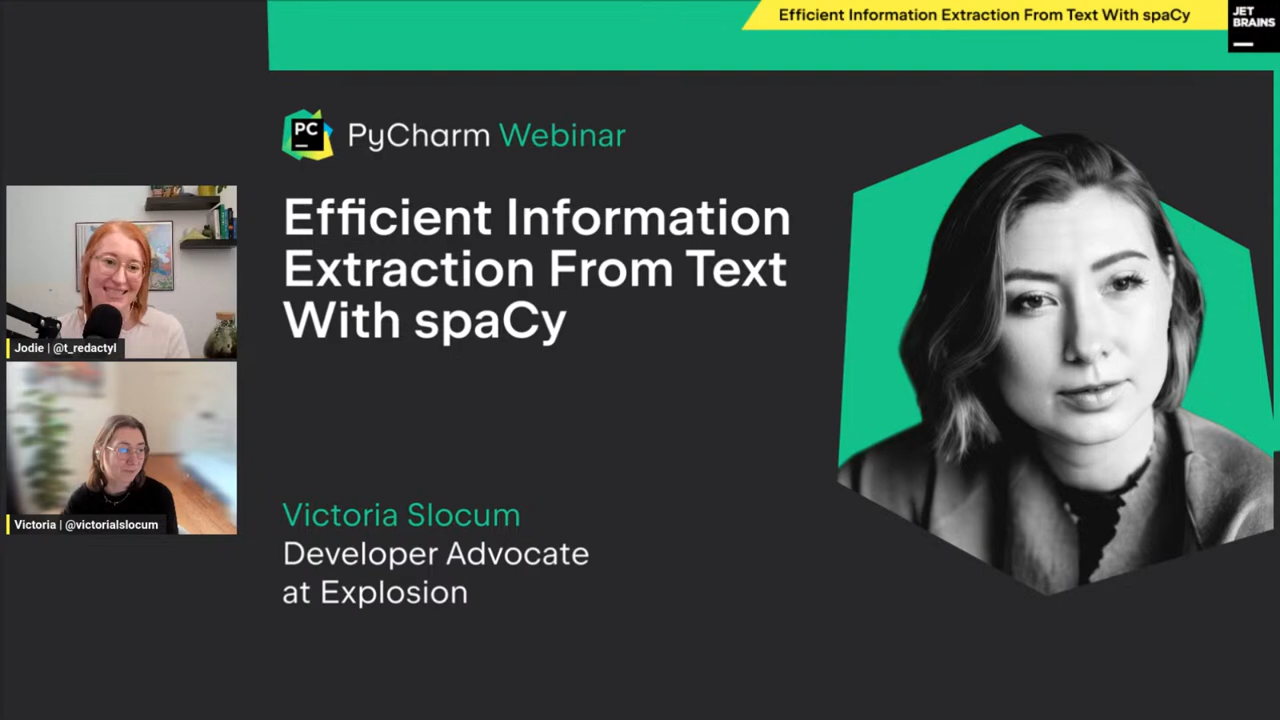 Efficient Information Extraction From Text With spaCy
JET
BRAINS
PC
PyCharm Webinar
Efficient Information
Extraction From Text
With spaCy
Jodie | @t_redactyl
Victoria | @victorialslocum
Victoria Slocum
Developer Advocate
at Explosion